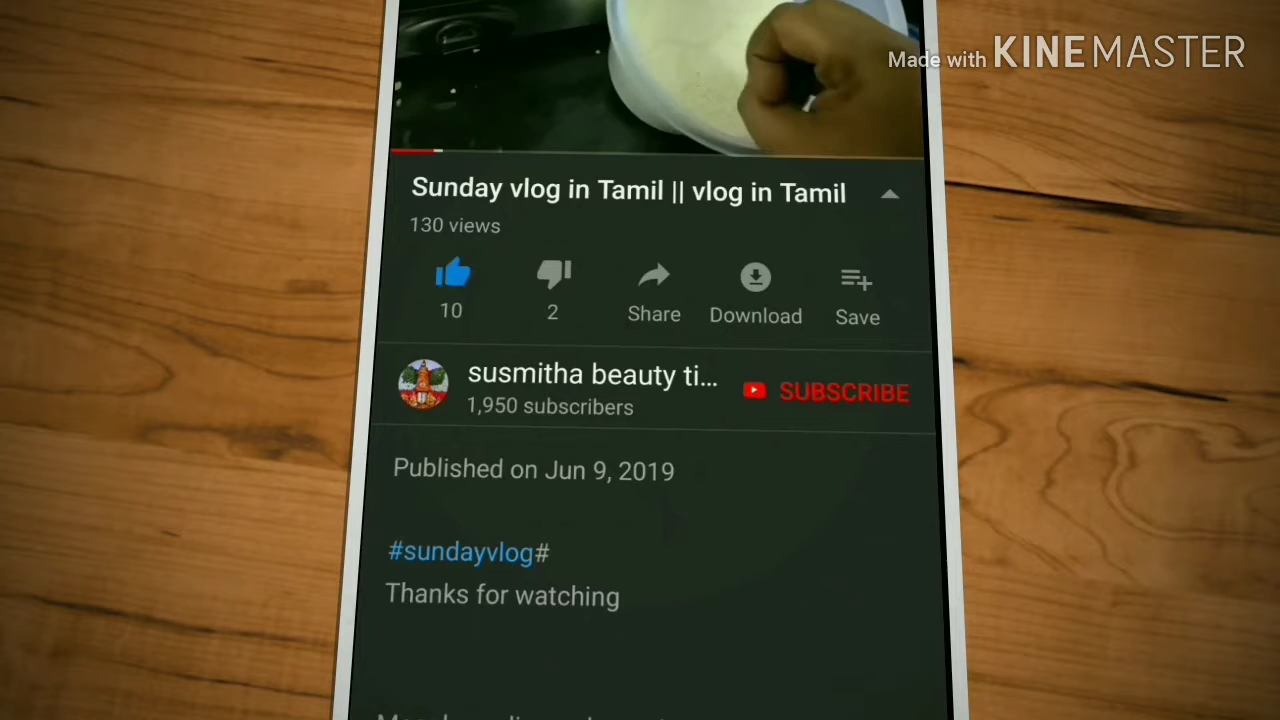 Made with KINEMASTER
Sunday vlog in Tamil || vlog in Tamil
130 views
10
2
Share
Download
Save
susmitha beauty ti...
1,950 subscribers
SUBSCRIBE
Published on Jun 9, 2019
#sundayvlog#
Thanks for watching